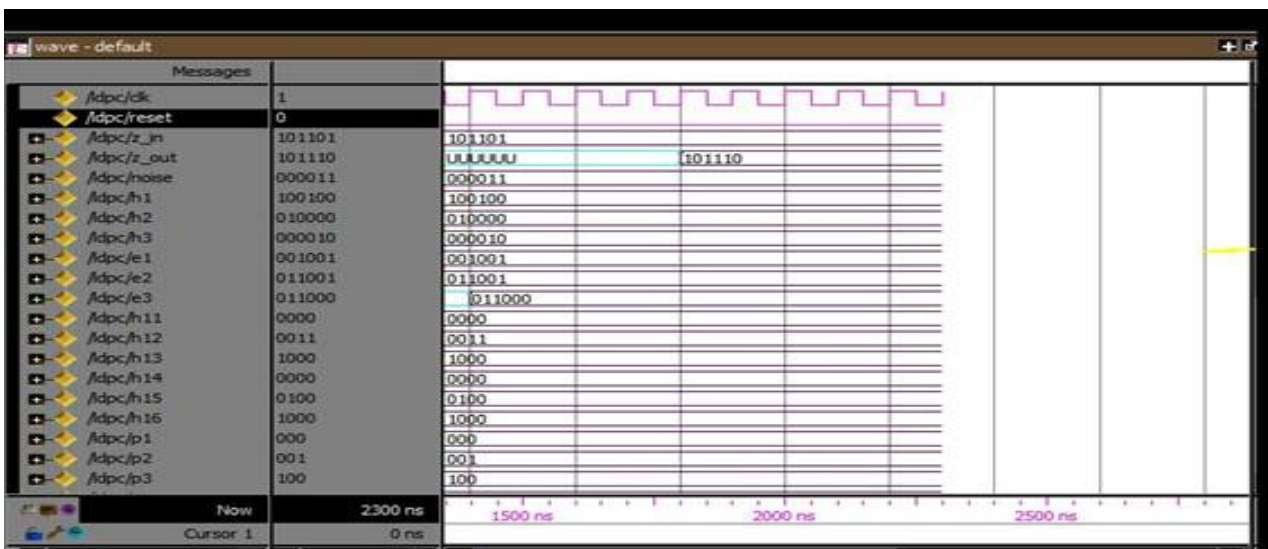 wave - default
Messages
/ldpc/clk 1
/ldpc/reset 0
/ldpc/z_in 101101 101101
/ldpc/z_out 101110 UUUUUU 101110
/ldpc/noise 000011 000011
/ldpc/h1 100100 100100
/ldpc/h2 010000 010000
/ldpc/h3 000010 000010
/ldpc/e1 001001 001001
/ldpc/e2 011001 011001
/ldpc/e3 011000 011000
/ldpc/h11 0000 0000
/ldpc/h12 0011 0011
/ldpc/h13 1000 1000
/ldpc/h14 0000 0000
/ldpc/h15 0100 0100
/ldpc/h16 1000 1000
/ldpc/p1 000 000
/ldpc/p2 001 001
/ldpc/p3 100 100
Now 2300 ns 1500 ns 2000 ns 2500 ns
Cursor 1 0 ns